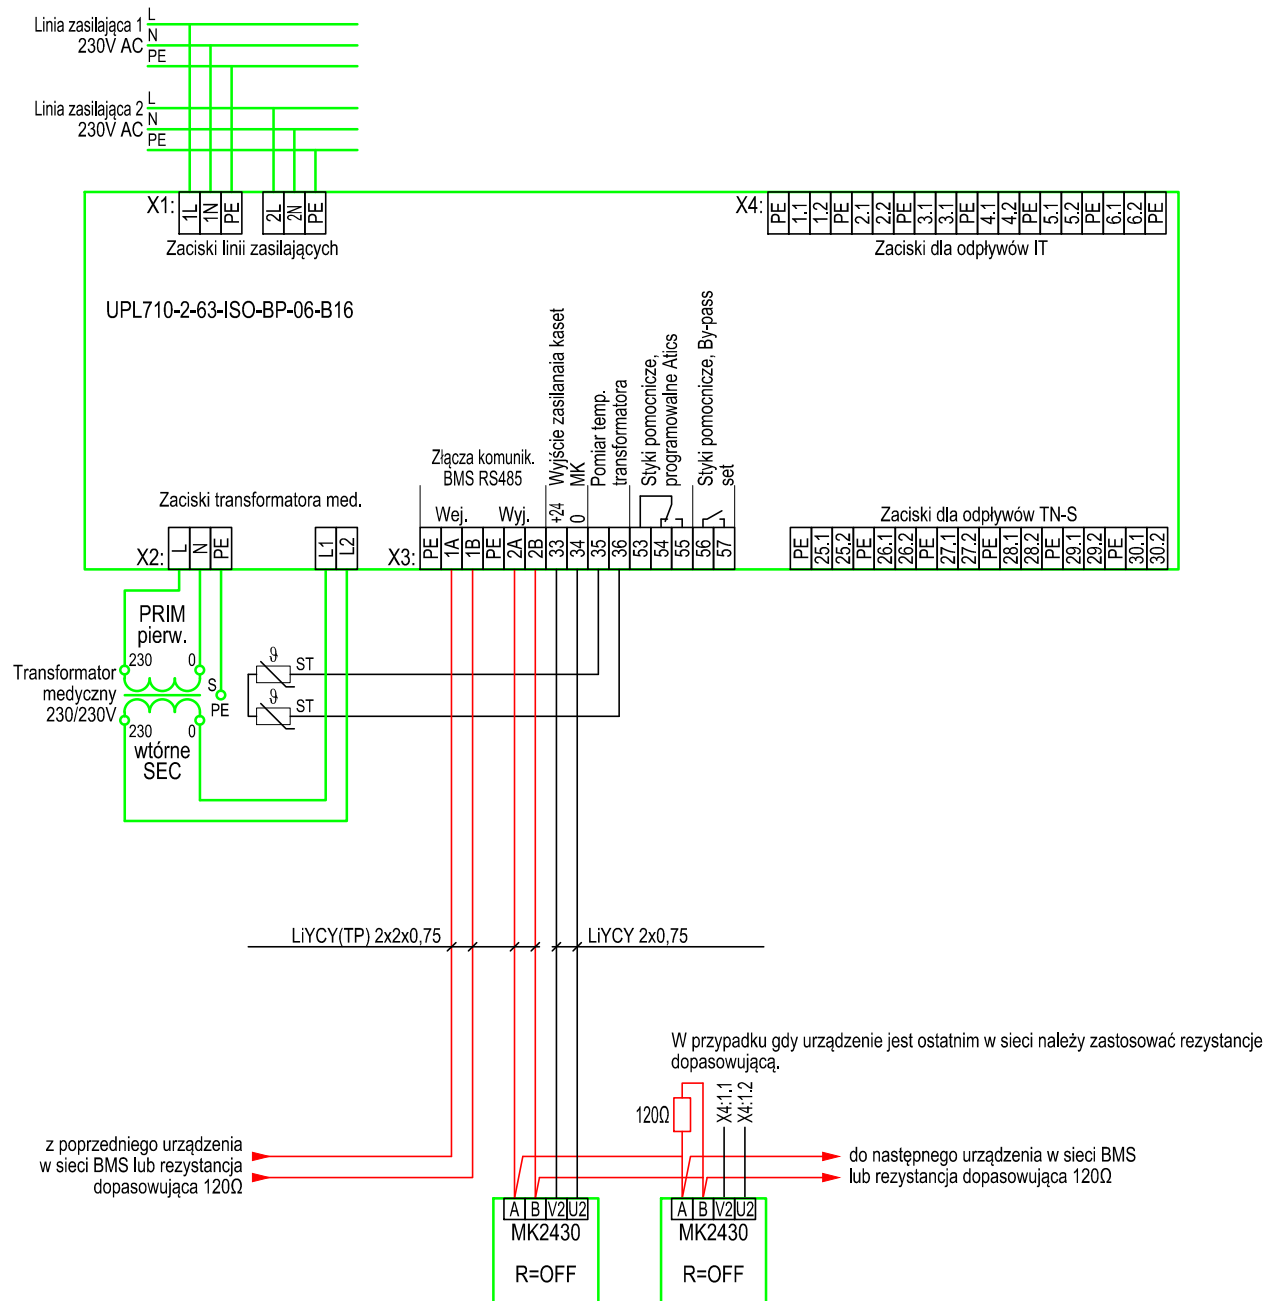 Linia zasilająca 1
230V AC
L
N
PE
Linia zasilająca 2
230V AC
L
N
PE
X1:
1L
1N
PE
2L
2N
PE
Zaciski linii zasilających
X4:
PE
1.1
1.2
PE
2.1
2.2
PE
3.1
3.1
PE
4.1
4.2
PE
5.1
5.2
PE
6.1
6.2
PE
Zaciski dla odpływów IT
UPL710-2-63-ISO-BP-06-B16
Złącza komunik.
BMS RS485
Wej.
Wyj.
Wyjście zasilanaia kaset
MK
+24
0
Pomiar temp.
transformatora
Styki pomocnicze,
programowalne Atics
Styki pomocnicze, By-pass
set
Zaciski transformatora med.
X2:
L
N
PE
L1
L2
X3:
PE
1A
1B
PE
2A
2B
33
34
35
36
53
54
55
56
57
Zaciski dla odpływów TN-S
PE
25.1
25.2
PE
26.1
26.2
PE
27.1
27.2
PE
28.1
28.2
PE
29.1
29.2
PE
30.1
30.2
PRIM
pierw.
230
0
Transformator
medyczny
230/230V
S
PE
230
0
wtórne
SEC
ϑ
ST
ϑ
ST
LiYCY(TP) 2x2x0,75
LiYCY 2x0,75
W przypadku gdy urządzenie jest ostatnim w sieci należy zastosować rezystancje
dopasowującą.
120Ω
X4:1.1
X4:1.2
z poprzedniego urządzenia
w sieci BMS lub rezystancja
dopasowująca 120Ω
do następnego urządzenia w sieci BMS
lub rezystancja dopasowująca 120Ω
A
B
V2
U2
MK2430
R=OFF
A
B
V2
U2
MK2430
R=OFF